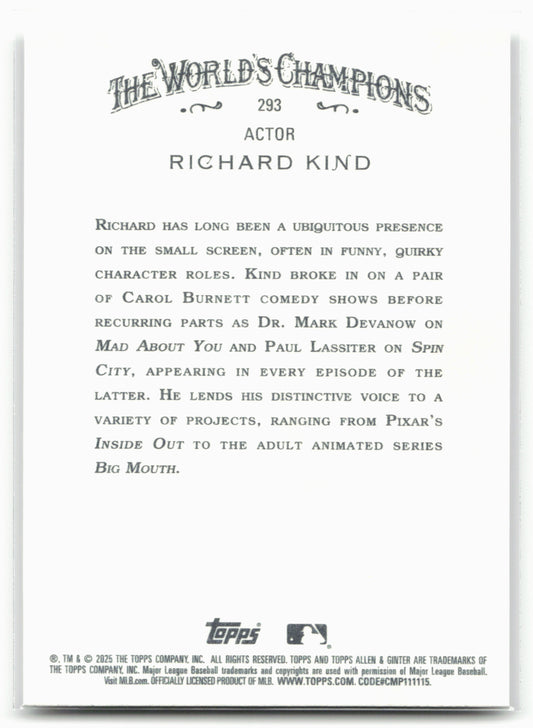 THE WORLD'S CHAMPIONS
293
ACTOR
RICHARD KIND
RICHARD HAS LONG BEEN A UBIQUITOUS PRESENCE
ON THE SMALL SCREEN, OFTEN IN FUNNY, QUIRKY
CHARACTER ROLES. KIND BROKE IN ON A PAIR
OF CAROL BURNETT COMEDY SHOWS BEFORE
RECURRING PARTS AS DR. MARK DEVANOW ON
MAD ABOUT YOU AND PAUL LASSITER ON SPIN
CITY, APPEARING IN EVERY EPISODE OF THE
LATTER. HE LENDS HIS DISTINCTIVE VOICE TO A
VARIETY OF PROJECTS, RANGING FROM PIXAR'S
INSIDE OUT TO THE ADULT ANIMATED SERIES
BIG MOUTH.
topps®
®, TM & © 2025 THE TOPPS COMPANY, INC. ALL RIGHTS RESERVED. TOPPS AND TOPPS ALLEN & GINTER ARE TRADEMARKS OF
THE TOPPS COMPANY, INC. Major League Baseball trademarks and copyrights are used with permission of Major League Baseball.
Visit MLB.com. OFFICIALLY LICENSED PRODUCT OF MLB. WWW.TOPPS.COM. CODE#CMP111115.